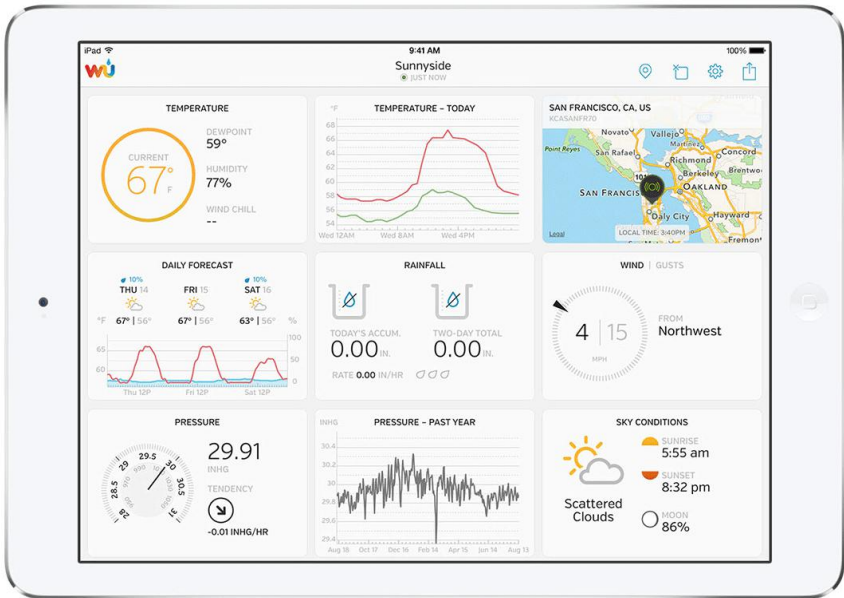 iPad
9:41 AM
100%
wu
Sunnyside
JUST NOW
TEMPERATURE
CURRENT
67°
F
DEWPOINT
59°
HUMIDITY
77%
WIND CHILL
--
TEMPERATURE – TODAY
°F
68
66
64
62
60
58
56
54
Wed 12AM Wed 8AM Wed 4PM
SAN FRANCISCO, CA, US
KCASANFR70
Novato
Vallejo
Martinez
Point Reyes
San Rafael
Richmond
Concord
Berkeley
Brentwo
101
SAN FRANCIS
OAKLAND
Daly City
Hayward
Legal
LOCAL TIME: 3:40PM
Fremont
DAILY FORECAST
10%
THU 14
67° | 56°
FRI 15
67° | 56°
10%
SAT 16
63° | 56°
°F
%
65
60
100
50
0
Thu 12P Fri 12P Sat 12P
RAINFALL
TODAY'S ACCUM.
0.00 IN.
TWO-DAY TOTAL
0.00 IN.
RATE 0.00 IN/HR
WIND | GUSTS
4 | 15
MPH
FROM
Northwest
PRESSURE
28
28.5
29
29.5
30
30.5
31
29.91
INHG
TENDENCY
-0.01 INHG/HR
PRESSURE – PAST YEAR
INHG
30.4
30.2
30
29.8
29.6
29.4
Aug 16 Oct 17 Dec 16 Feb 14 Apr 15 Jun 14 Aug 13
SKY CONDITIONS
Scattered
Clouds
SUNRISE
5:55 am
SUNSET
8:32 pm
MOON
86%